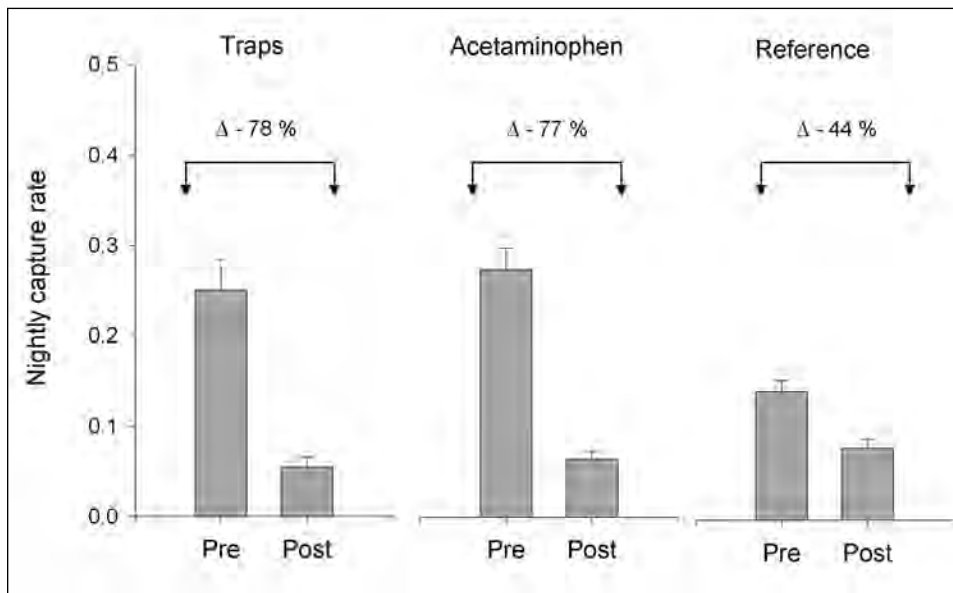 Traps Acetaminophen Reference
0.5
Δ - 78 % Δ - 77 % Δ - 44 %
0.4
0.3
0.2
0.1
0.0
Nightly capture rate
Pre Post Pre Post Pre Post